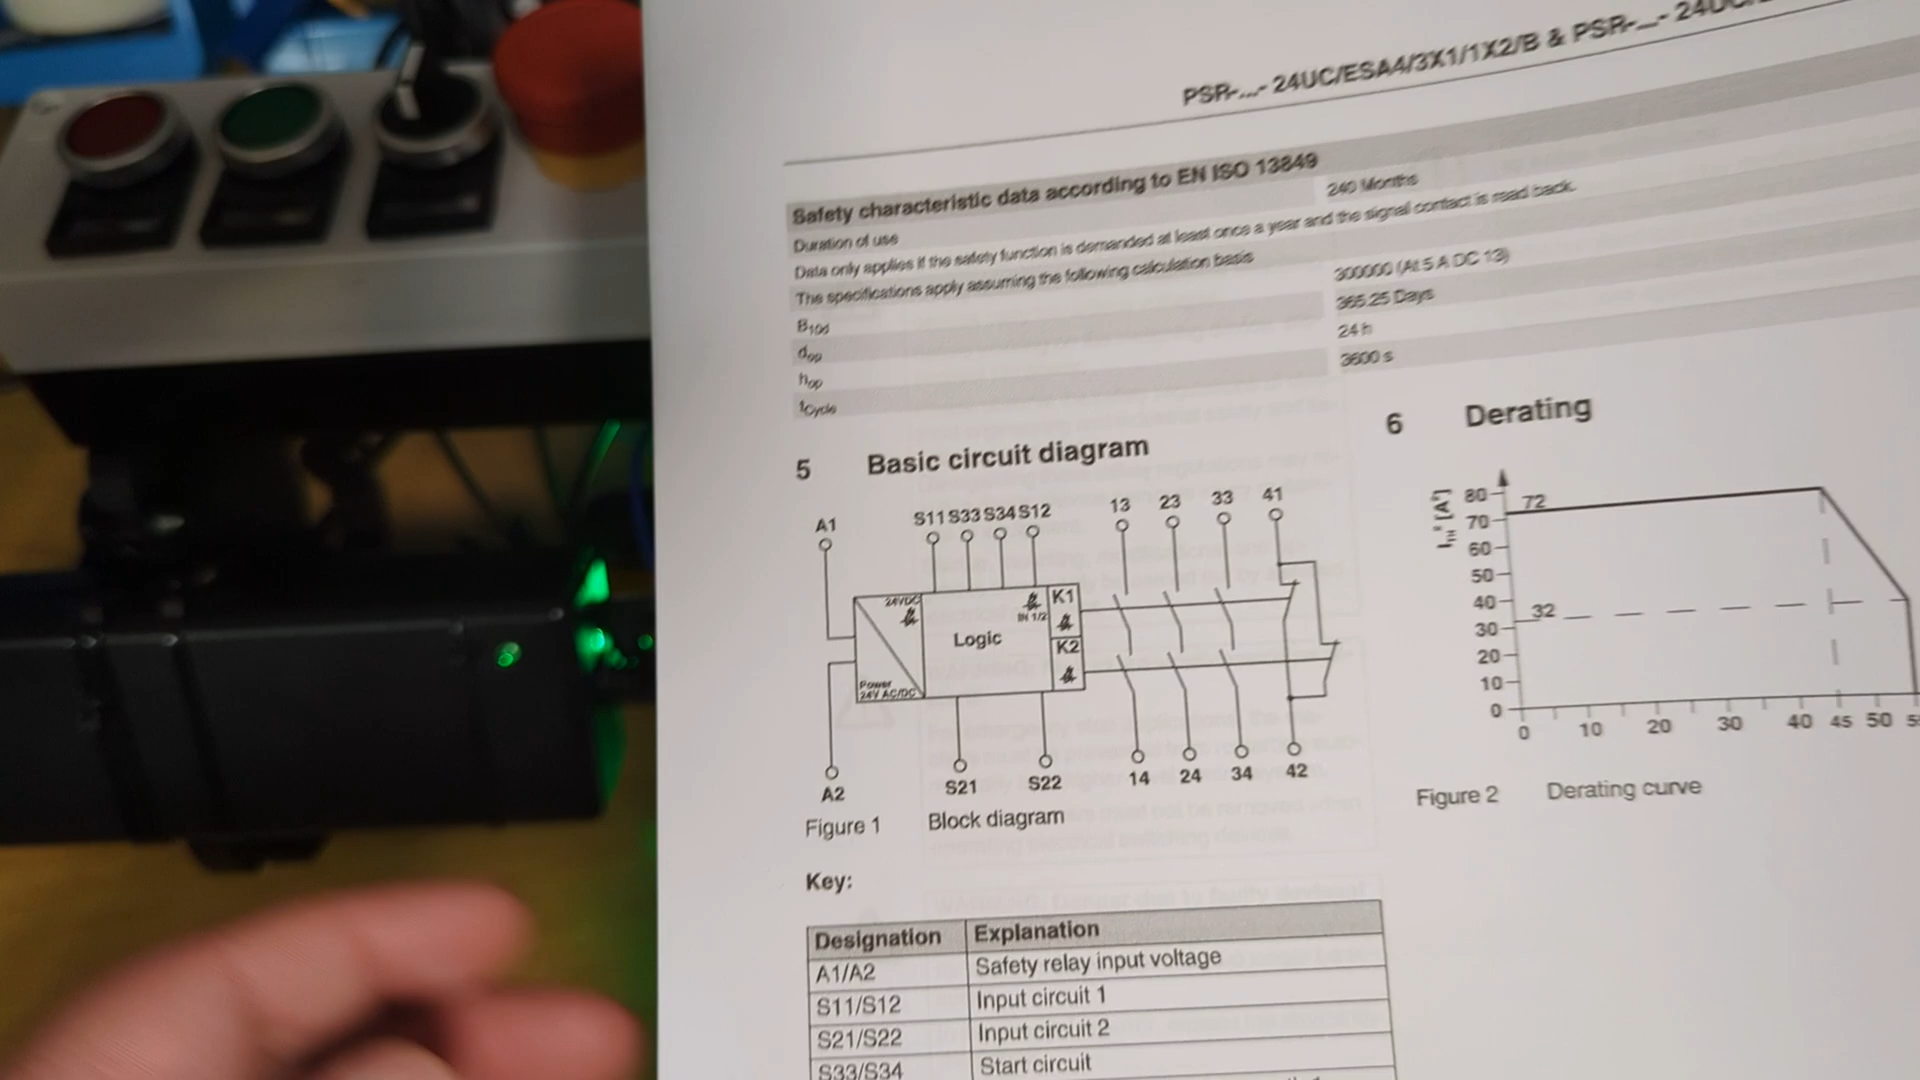 PSR-...- 24UC/ESA4/3X1/1X2/B & PSR-...- 24UC/
Safety characteristic data according to EN ISO 13849
Duration of use 240 Months
Data only applies if the safety function is demanded at least once a year and the signal contact is read back.
The specifications apply assuming the following calculation basis
B10d 300000 (At 5 A DC 13)
dop 365.25 Days
hop 24 h
tCycle 3600 s
5 Basic circuit diagram
A1
S11 S33 S34 S12
13 23 33 41
24VDC
IN 1/2
K1
Logic
K2
Power
24V AC/DC
A2
S21
S22
14 24 34 42
Figure 1 Block diagram
Key:
Designation Explanation
A1/A2 Safety relay input voltage
S11/S12 Input circuit 1
S21/S22 Input circuit 2
S33/S34 Start circuit
6 Derating
80
72
70
60
50
40
32
30
20
10
0
0 10 20 30 40 45 50
Figure 2 Derating curve